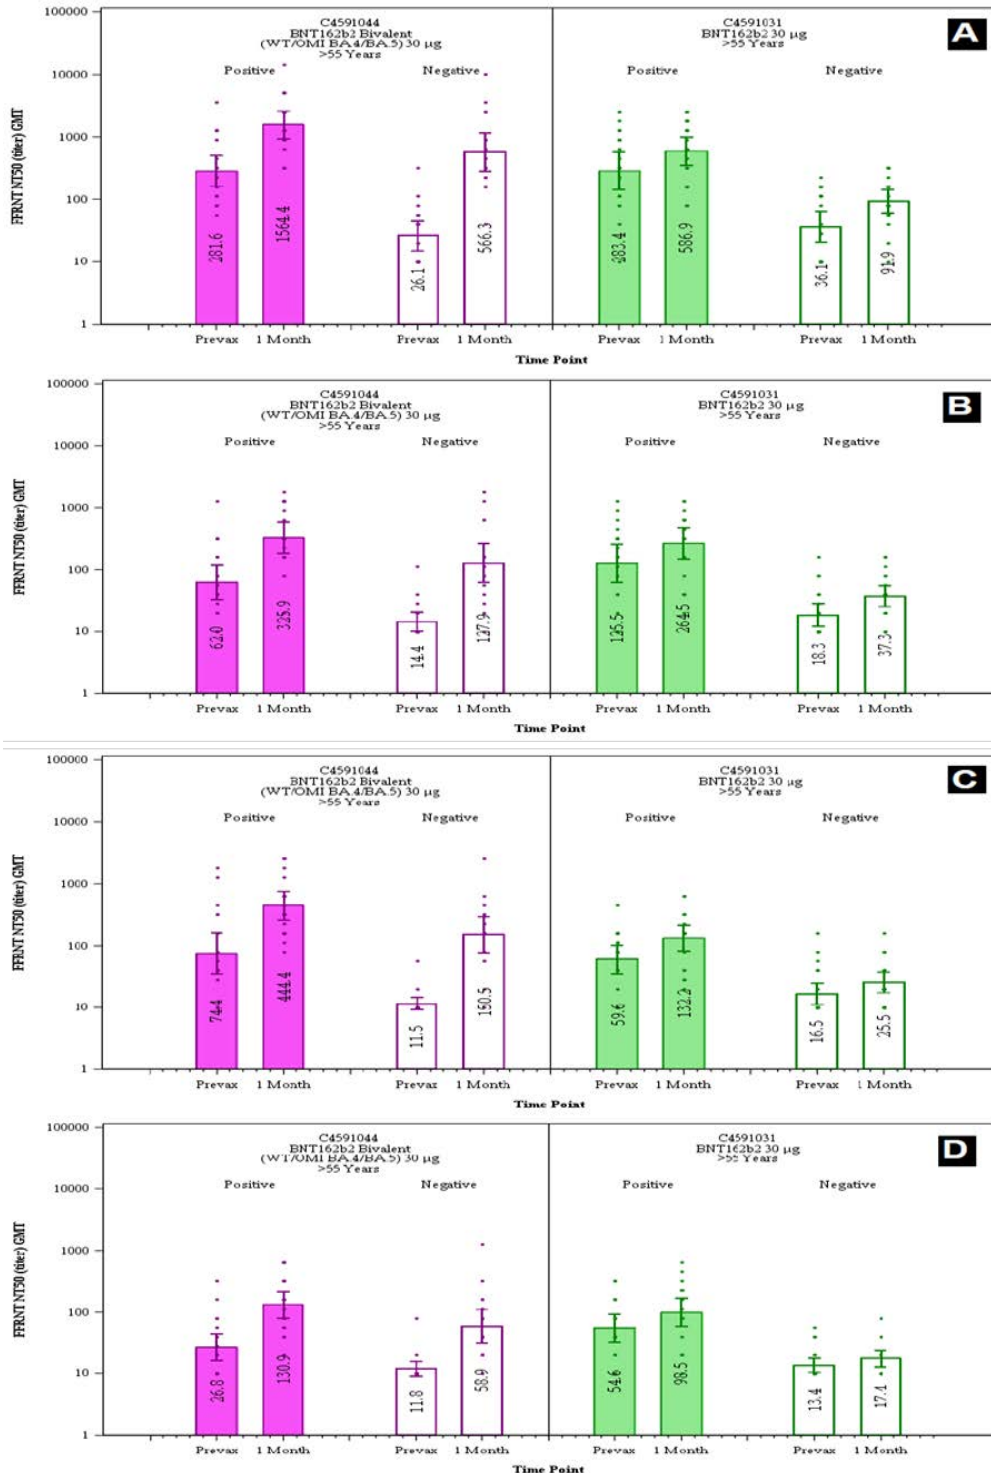 A
C4591044
BNT162b2 Bivalent
(WT/OMI BA.4/BA.5) 30 µg
>55 Years
Positive Negative
C4591031
BNT162b2 30 µg
>55 Years
Positive Negative
FFRNT NT50 (titer) GMT
100000
10000
1000
100
10
1
281.6 1564.4 26.1 566.3 283.4 586.9 36.1 91.9
Prevax 1 Month Prevax 1 Month Prevax 1 Month Prevax 1 Month
Time Point
B
C4591044
BNT162b2 Bivalent
(WT/OMI BA.4/BA.5) 30 µg
>55 Years
Positive Negative
C4591031
BNT162b2 30 µg
>55 Years
Positive Negative
FFRNT NT50 (titer) GMT
100000
10000
1000
100
10
1
62.0 325.9 14.4 127.9 125.5 264.5 18.3 37.3
Prevax 1 Month Prevax 1 Month Prevax 1 Month Prevax 1 Month
Time Point
C
C4591044
BNT162b2 Bivalent
(WT/OMI BA.4/BA.5) 30 µg
>55 Years
Positive Negative
C4591031
BNT162b2 30 µg
>55 Years
Positive Negative
FFRNT NT50 (titer) GMT
100000
10000
1000
100
10
1
74.4 444.4 11.5 150.5 59.6 132.2 16.5 25.5
Prevax 1 Month Prevax 1 Month Prevax 1 Month Prevax 1 Month
Time Point
D
C4591044
BNT162b2 Bivalent
(WT/OMI BA.4/BA.5) 30 µg
>55 Years
Positive Negative
C4591031
BNT162b2 30 µg
>55 Years
Positive Negative
FFRNT NT50 (titer) GMT
100000
10000
1000
100
10
1
26.8 130.9 11.8 58.9 54.6 98.5 13.4 17.4
Prevax 1 Month Prevax 1 Month Prevax 1 Month Prevax 1 Month
Time Point